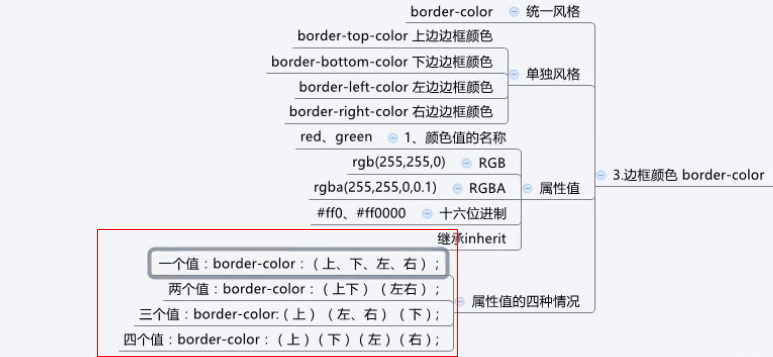 border-color 统一风格
border-top-color 上边边框颜色
border-bottom-color 下边边框颜色
单独风格
border-left-color 左边边框颜色
border-right-color 右边边框颜色
red、green 1、颜色值的名称
rgb(255,255,0) RGB
3.边框颜色 border-color
rgba(255,255,0,0.1) RGBA
属性值
#ff0、#ff0000 十六位进制
继承inherit
一个值：border-color：（上、下、左、右）;
两个值：border-color：（上下）（左右）;
属性值的四种情况
三个值：border-color:（上）（左、右）（下）;
四个值：border-color：（上）（下）（左）（右）;